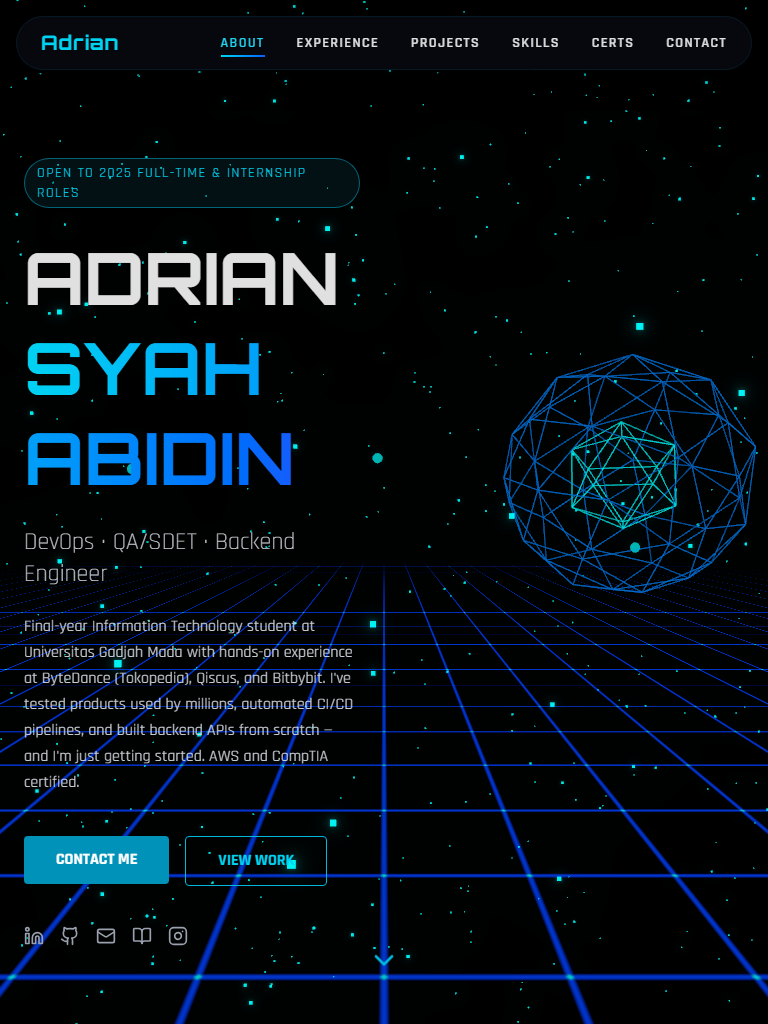 Adrian
ABOUT
EXPERIENCE
PROJECTS
SKILLS
CERTS
CONTACT
OPEN TO 2025 FULL-TIME & INTERNSHIP
ROLES
ADRIAN
SYAH
ABIDIN
DevOps · QA/SDET · Backend
Engineer
Final-year Information Technology student at
Universitas Gadjah Mada with hands-on experience
at ByteDance (Tokopedia), Qiscus, and Bitbybit. I've
tested products used by millions, automated CI/CD
pipelines, and built backend APIs from scratch —
and I'm just getting started. AWS and CompTIA
certified.
CONTACT ME
VIEW WORK